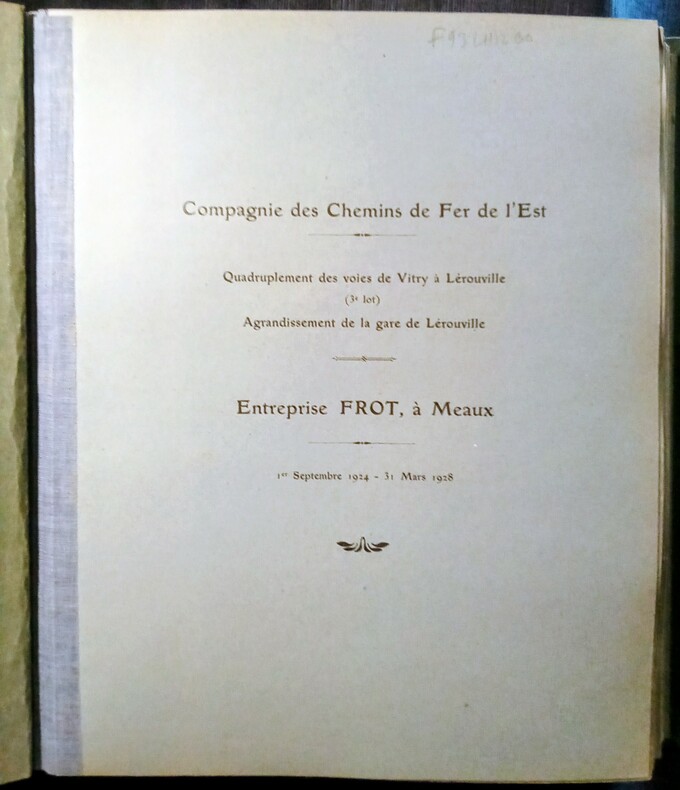 Compagnie des Chemins de Fer de l'Est
Quadruplement des voies de Vitry à Lérouville
(3e lot)
Agrandissement de la gare de Lérouville
Entreprise FROT, à Meaux
1er Septembre 1924 - 31 Mars 1928